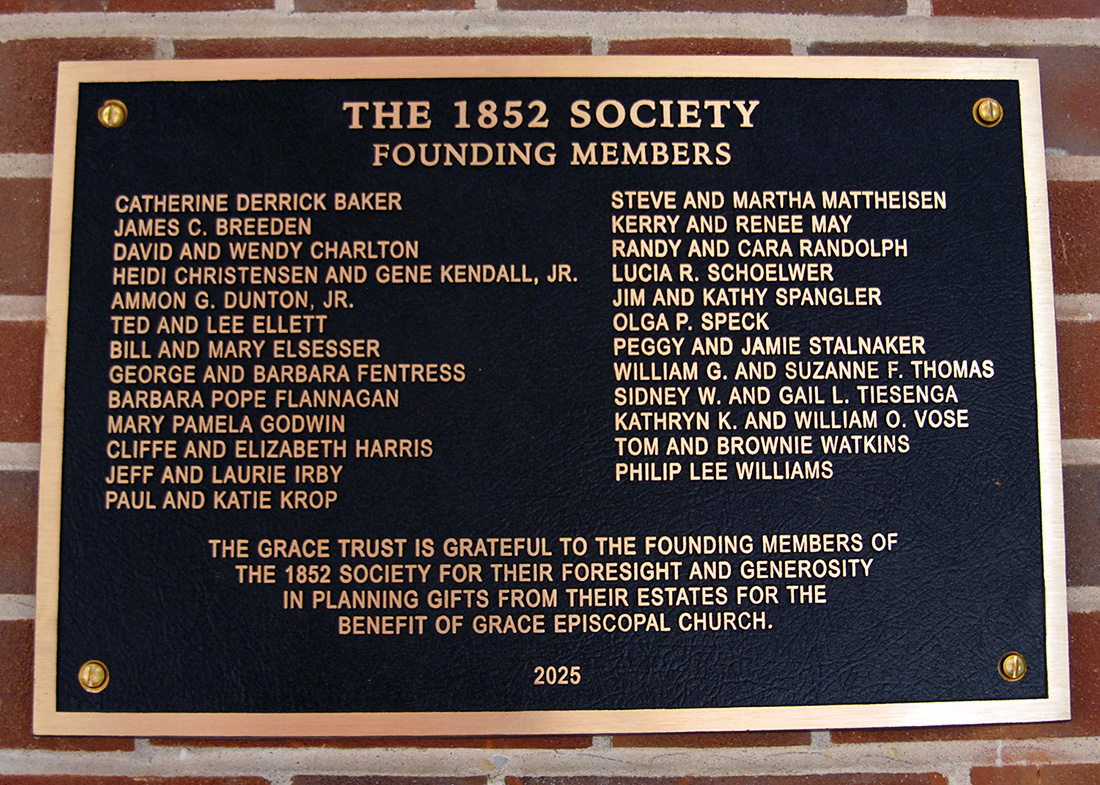 THE 1852 SOCIETY
FOUNDING MEMBERS
CATHERINE DERRICK BAKER
JAMES C. BREEDEN
DAVID AND WENDY CHARLTON
HEIDI CHRISTENSEN AND GENE KENDALL, JR.
AMMON G. DUNTON, JR.
TED AND LEE ELLETT
BILL AND MARY ELSESSER
GEORGE AND BARBARA FENTRESS
BARBARA POPE FLANNAGAN
MARY PAMELA GODWIN
CLIFFE AND ELIZABETH HARRIS
JEFF AND LAURIE IRBY
PAUL AND KATIE KROP
STEVE AND MARTHA MATTHEISEN
KERRY AND RENEE MAY
RANDY AND CARA RANDOLPH
LUCIA R. SCHOELWER
JIM AND KATHY SPANGLER
OLGA P. SPECK
PEGGY AND JAMIE STALNAKER
WILLIAM G. AND SUZANNE F. THOMAS
SIDNEY W. AND GAIL L. TIESENGA
KATHRYN K. AND WILLIAM O. VOSE
TOM AND BROWNIE WATKINS
PHILIP LEE WILLIAMS
THE GRACE TRUST IS GRATEFUL TO THE FOUNDING MEMBERS OF
THE 1852 SOCIETY FOR THEIR FORESIGHT AND GENEROSITY
IN PLANNING GIFTS FROM THEIR ESTATES FOR THE
BENEFIT OF GRACE EPISCOPAL CHURCH.
2025